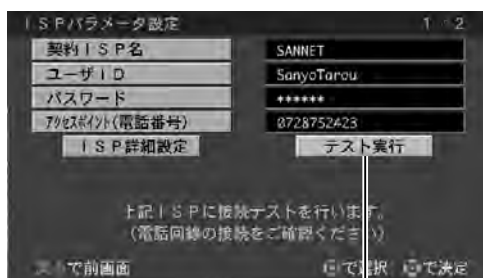 ISPパラメータ設定 1 2
契約ISP名 SANNET
ユーザID SanyoTarou
パスワード ******
アクセスポイント(電話番号) 0728752423
ISP詳細設定 テスト実行
上記ISPに接続テストを行います。
(電話回線の接続をご確認ください)
で前画面 で選択 で決定